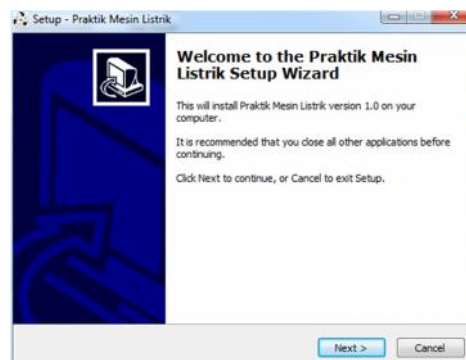 Setup - Praktik Mesin Listrik
Welcome to the Praktik Mesin
Listrik Setup Wizard
This will install Praktik Mesin Listrik version 1.0 on your
computer.
It is recommended that you close all other applications before
continuing.
Click Next to continue, or Cancel to exit Setup.
Next >
Cancel